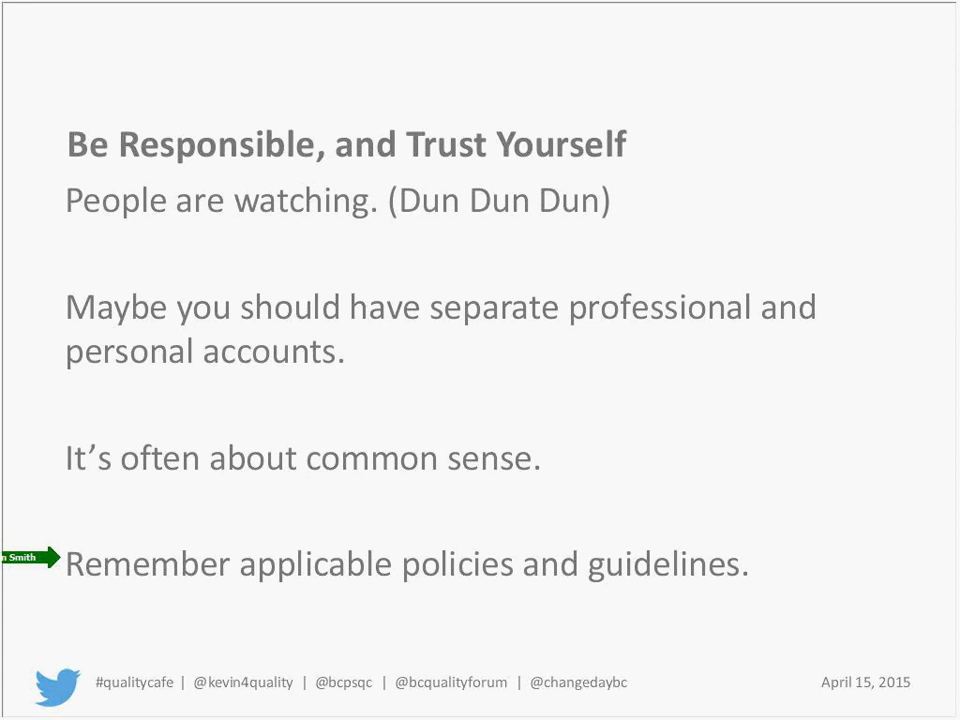 Be Responsible, and Trust Yourself
People are watching. (Dun Dun Dun)
Maybe you should have separate professional and
personal accounts.
It’s often about common sense.
n Smith
Remember applicable policies and guidelines.
#qualitycafe | @kevin4quality | @bcpsqc | @bcqualityforum | @changedaybc April 15, 2015